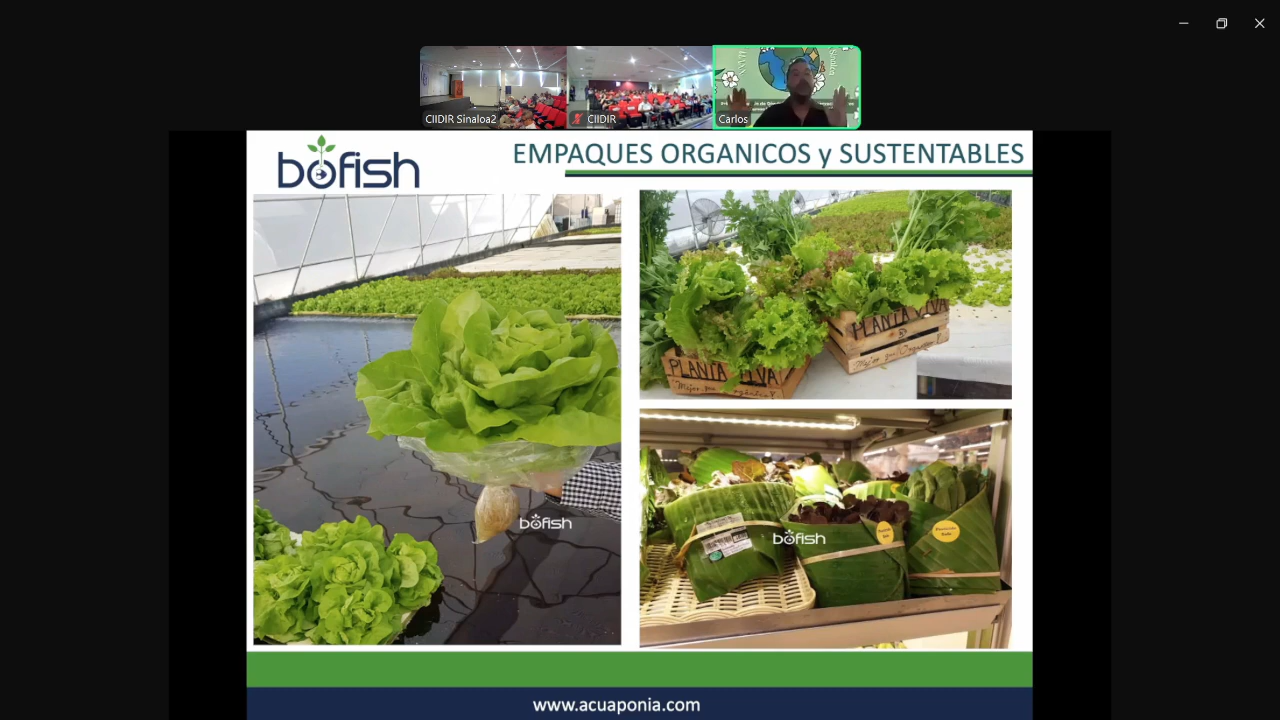 CIIDIR Sinaloa2
CIIDIR
Carlos
bofish
EMPAQUES ORGANICOS y SUSTENTABLES
PLANTA VIVA
PLANTA VIVA
bofish
bofish
www.acuaponia.com